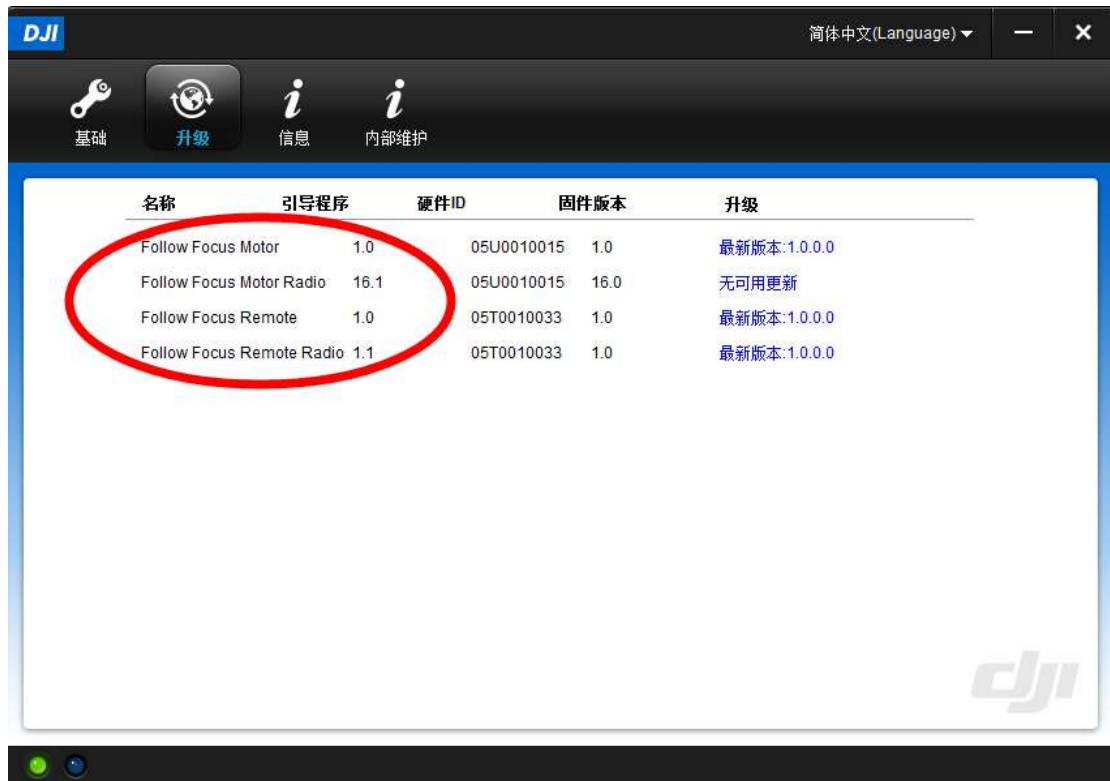 DJI
简体中文(Language)
基础 升级 信息 内部维护
名称 引导程序 硬件ID 固件版本 升级
Follow Focus Motor 1.0 05U0010015 1.0 最新版本:1.0.0.0
Follow Focus Motor Radio 16.1 05U0010015 16.0 无可用更新
Follow Focus Remote 1.0 05T0010033 1.0 最新版本:1.0.0.0
Follow Focus Remote Radio 1.1 05T0010033 1.0 最新版本:1.0.0.0
dji